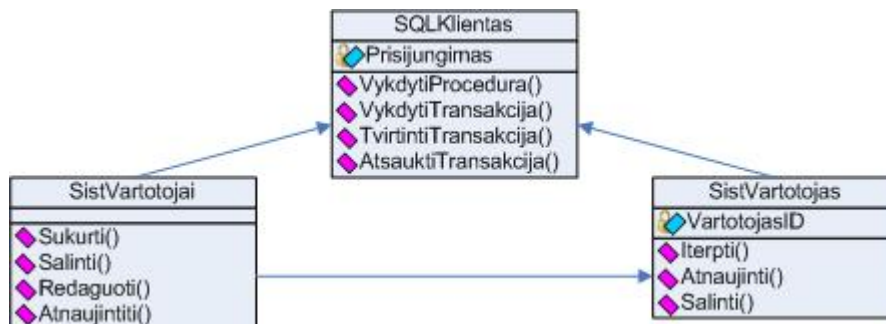 SQLKlientas
Prisijungimas
VykdytiProcedura()
VykdytiTransakcija()
TvirtintiTransakcija()
AtsauktiTransakcija()
SistVartotojai
Sukurti()
Salinti()
Redaguoti()
Atnaujintiti()
SistVartotojas
VartotojasID
Iterpti()
Atnaujinti()
Salinti()